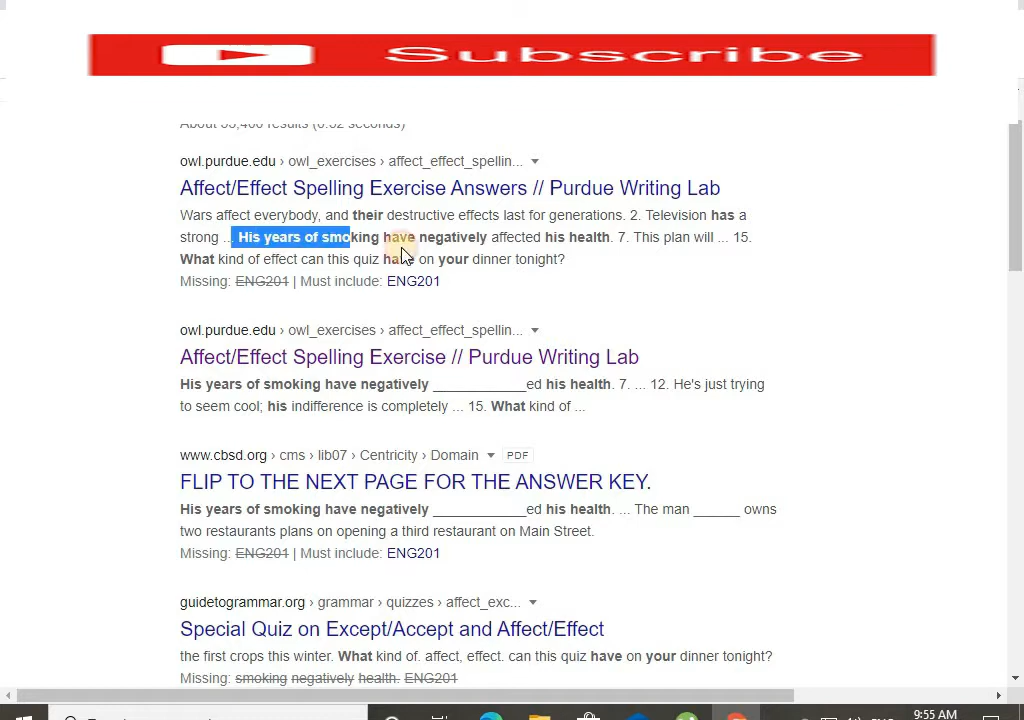 Subscribe
About 55,400 results (0.52 seconds)
owl.purdue.edu › owl_exercises › affect_effect_spellin...
Affect/Effect Spelling Exercise Answers // Purdue Writing Lab
Wars affect everybody, and their destructive effects last for generations. 2. Television has a
strong ... His years of smoking have negatively affected his health. 7. This plan will ... 15.
What kind of effect can this quiz have on your dinner tonight?
Missing: ENG201 | Must include: ENG201
owl.purdue.edu › owl_exercises › affect_effect_spellin...
Affect/Effect Spelling Exercise // Purdue Writing Lab
His years of smoking have negatively ____________ed his health. 7. ... 12. He's just trying
to seem cool; his indifference is completely ... 15. What kind of ...
www.cbsd.org › cms › lib07 › Centricity › Domain PDF
FLIP TO THE NEXT PAGE FOR THE ANSWER KEY.
His years of smoking have negatively ____________ed his health. ... The man ______ owns
two restaurants plans on opening a third restaurant on Main Street.
Missing: ENG201 | Must include: ENG201
guidetogrammar.org › grammar › quizzes › affect_exc...
Special Quiz on Except/Accept and Affect/Effect
the first crops this winter. What kind of. affect, effect. can this quiz have on your dinner tonight?
Missing: smoking negatively health. ENG201
9:55 AM